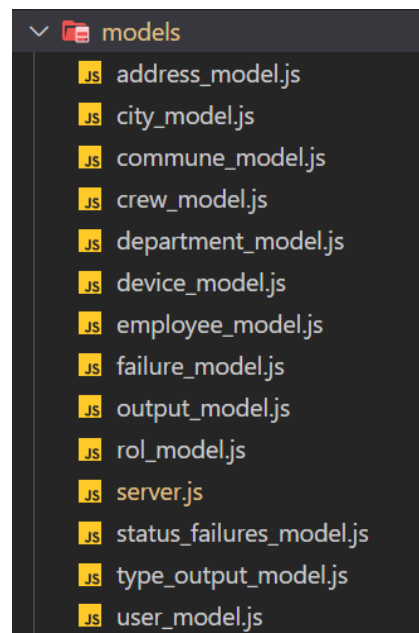 models
JS address_model.js
JS city_model.js
JS commune_model.js
JS crew_model.js
JS department_model.js
JS device_model.js
JS employee_model.js
JS failure_model.js
JS output_model.js
JS rol_model.js
JS server.js
JS status_failures_model.js
JS type_output_model.js
JS user_model.js